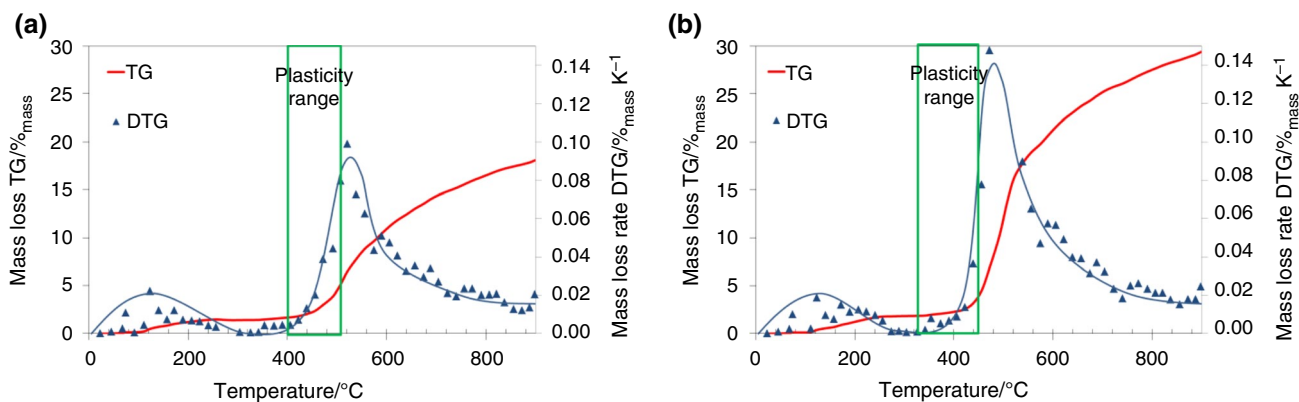 (a)
30
25
20
15
10
5
0
Mass loss TG/%mass
TG
DTG
Plasticity
range
0.14
0.12
0.10
0.08
0.06
0.04
0.02
0.00
Mass loss rate DTG/%mass K−1
0 200 400 600 800
Temperature/°C
(b)
30
25
20
15
10
5
0
Mass loss TG/%mass
TG
DTG
Plasticity
range
0.14
0.12
0.10
0.08
0.06
0.04
0.02
0.00
Mass loss rate DTG/%mass K−1
0 200 400 600 800
Temperature/°C